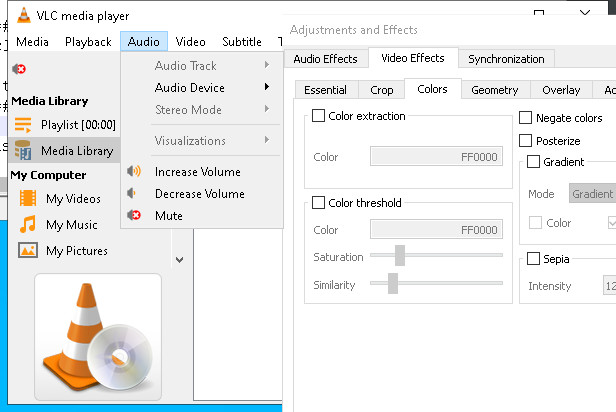 VLC media player
Media Playback Audio Video Subtitle T
Audio Track
Audio Device
Stereo Mode
Visualizations
Increase Volume
Decrease Volume
Mute
Media Library
Playlist [00:00]
Media Library
My Computer
My Videos
My Music
My Pictures
Adjustments and Effects
Audio Effects Video Effects Synchronization
Essential Crop Colors Geometry Overlay
Color extraction
Color FF0000
Color threshold
Color FF0000
Saturation
Similarity
Negate colors
Posterize
Gradient
Mode Gradient
Color
Sepia
Intensity 12